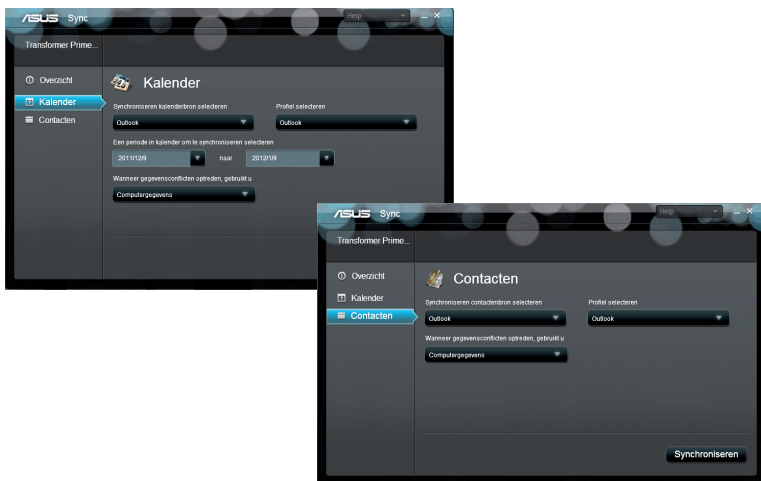 ASUS Sync
Help
Transformer Prime...
Overzicht
Kalender
Contacten
Kalender
Synchroniseren kalenderbron selecteren
Profiel selecteren
Outlook
Outlook
Een periode in kalender om te synchroniseren selecteren
2011/12/9 naar 2012/1/9
Wanneer gegevensconflicten optreden, gebruikt u
Computergegevens
ASUS Sync
Help
Transformer Prime...
Overzicht
Kalender
Contacten
Contacten
Synchroniseren contactenbron selecteren
Profiel selecteren
Outlook
Outlook
Wanneer gegevensconflicten optreden, gebruikt u
Computergegevens
Synchroniseren